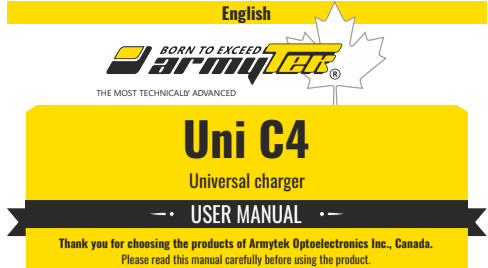 English
BORN TO EXCEED
armyTek®
THE MOST TECHNICALLY ADVANCED
Uni C4
Universal charger
USER MANUAL
Thank you for choosing the products of Armytek Optoelectronics Inc., Canada.
Please read this manual carefully before using the product.